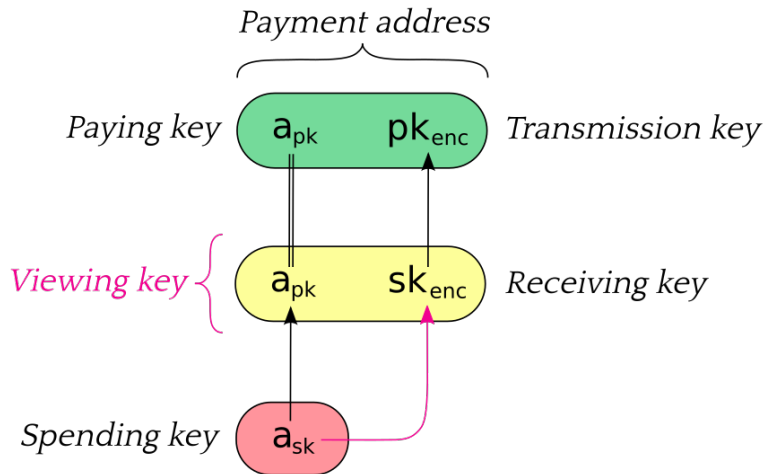 Payment address
Paying key a_pk pk_enc Transmission key
Viewing key a_pk sk_enc Receiving key
Spending key a_sk